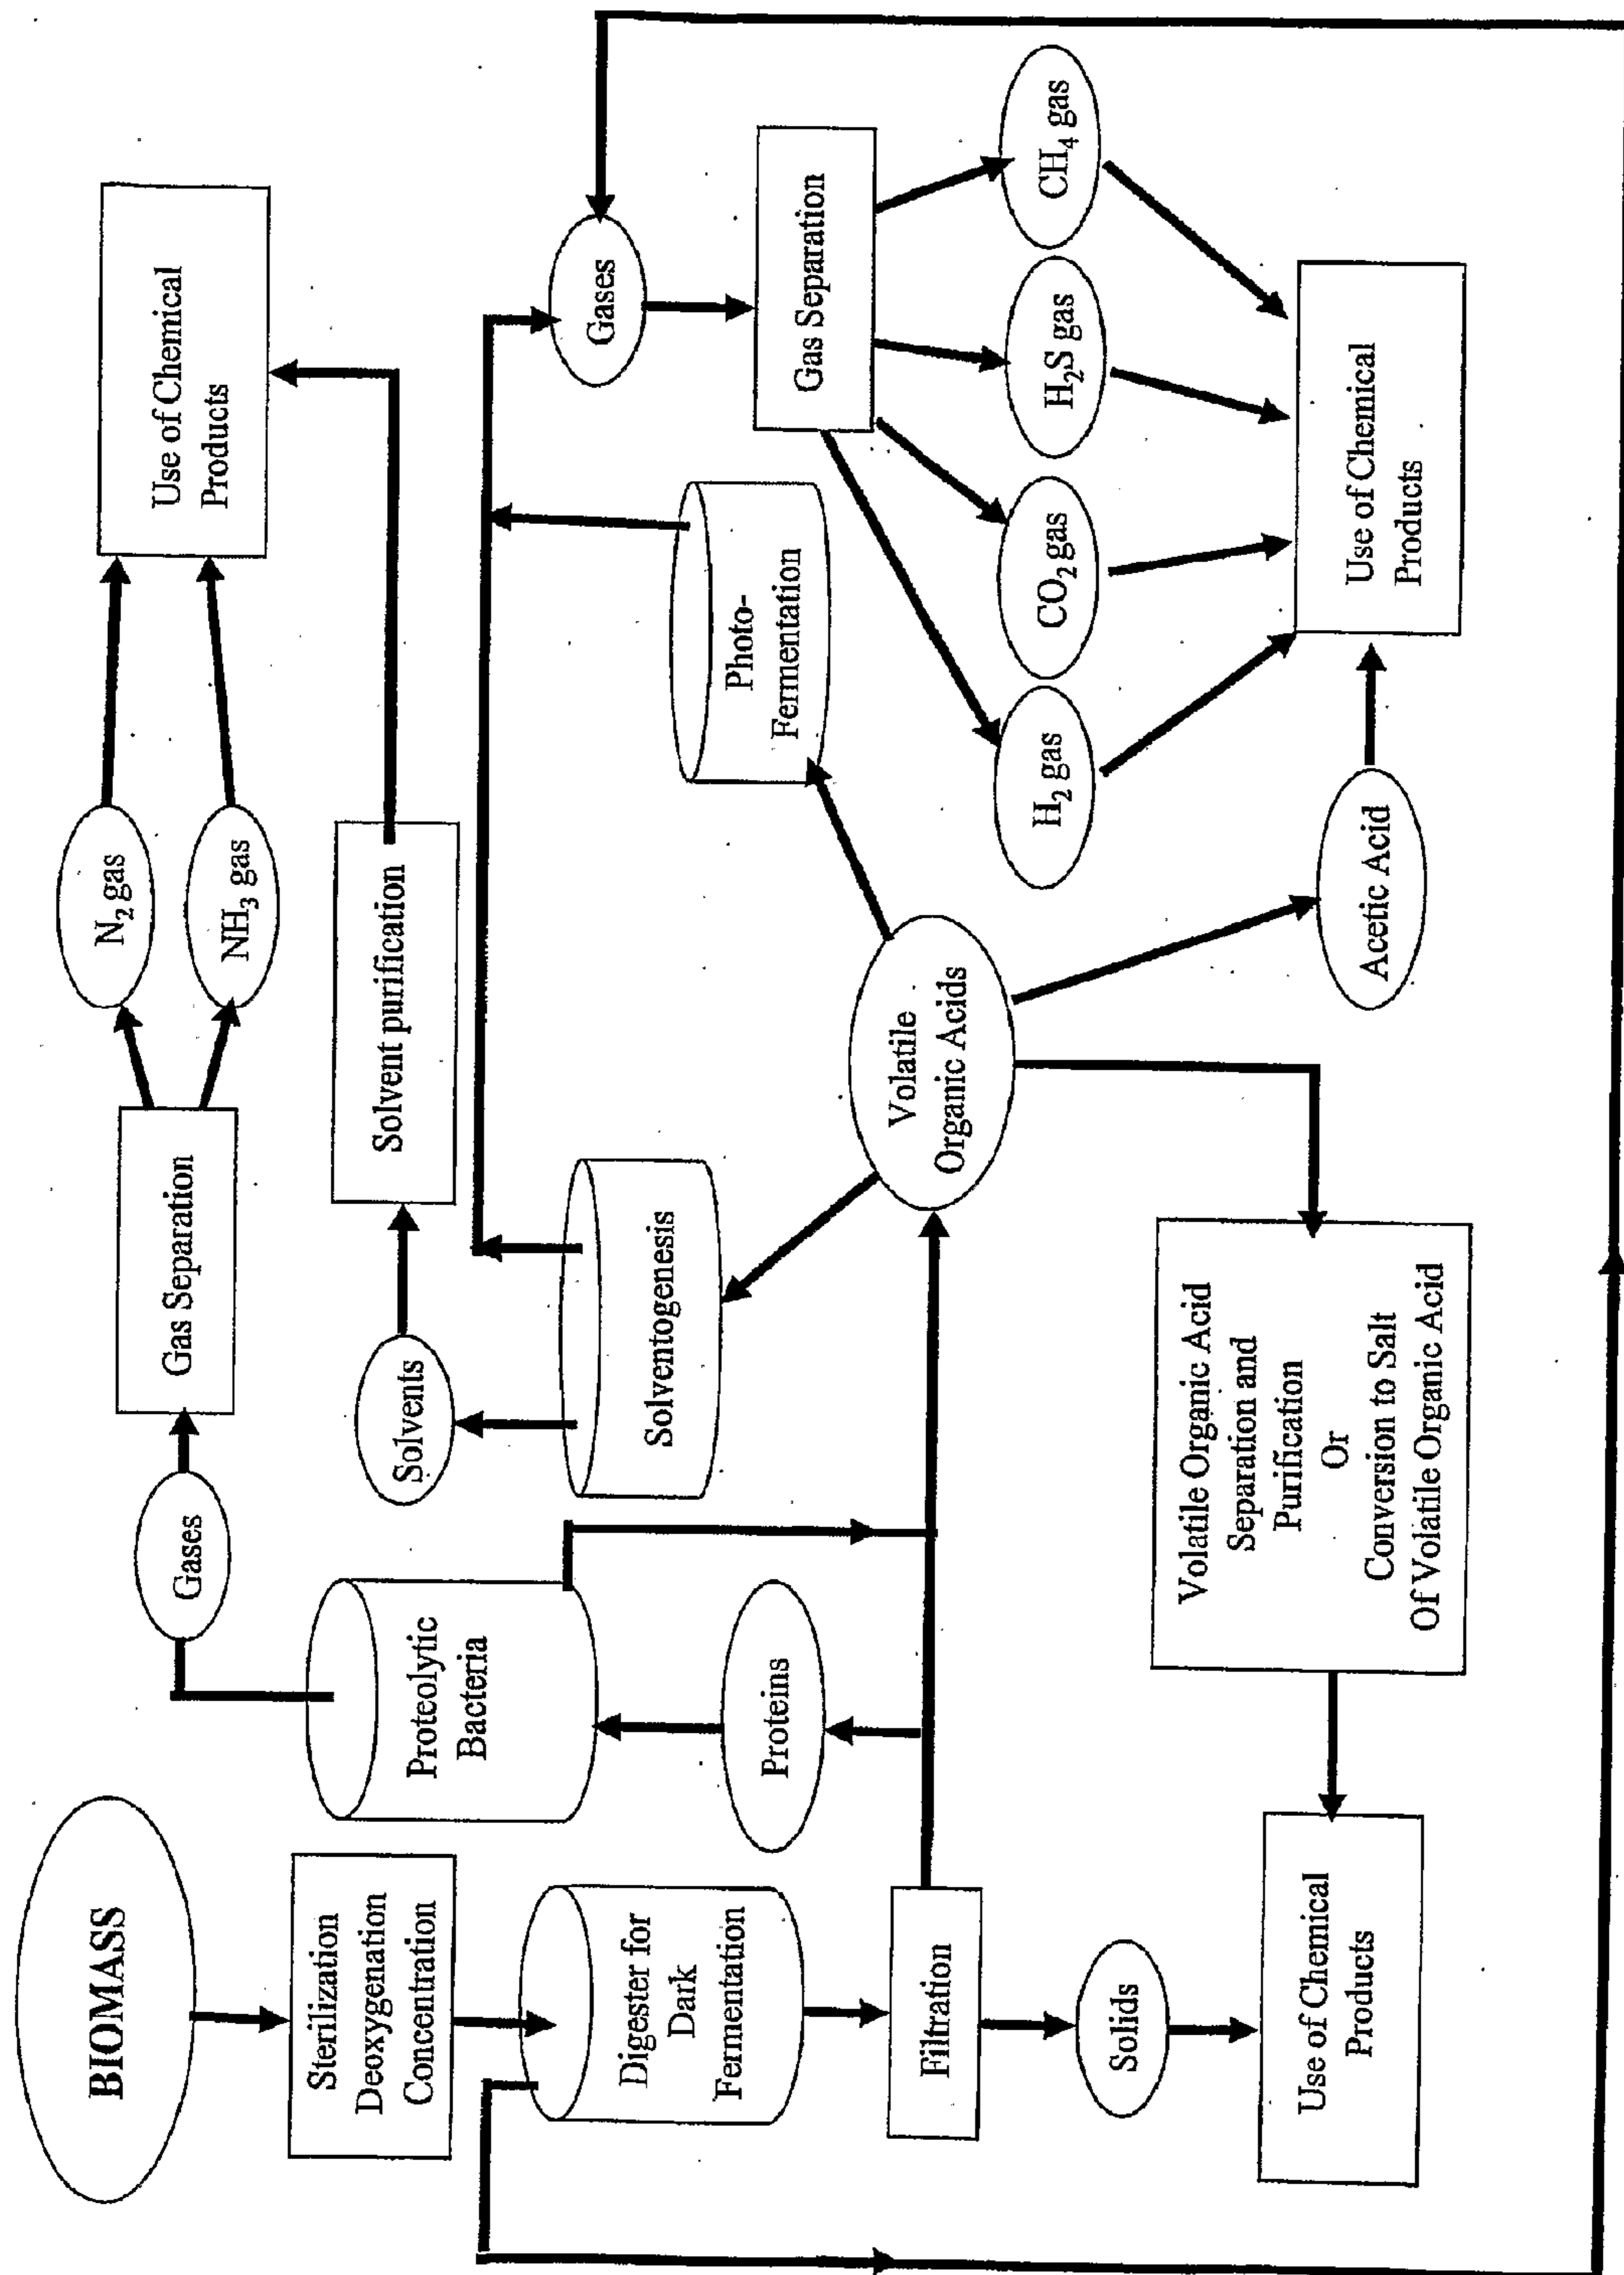 BIOMASS
Sterilization
Deoxygenation
Concentration
Digester for
Dark
Fermentation
Filtration
Solids
Use of Chemical
Products
Proteolytic
Bacteria
Proteins
Gases
Gas Separation
N₂ gas
NH₃ gas
Use of Chemical
Products
Solvents
Solvent purification
Solventogenesis
Volatile
Organic Acids
Volatile Organic Acid
Separation and
Purification
Or
Conversion to Salt
Of Volatile Organic Acid
Photo-
Fermentation
Gases
Gas Separation
H₂ gas
CO₂ gas
H₂S gas
CH₄ gas
Acetic Acid
Use of Chemical
Products